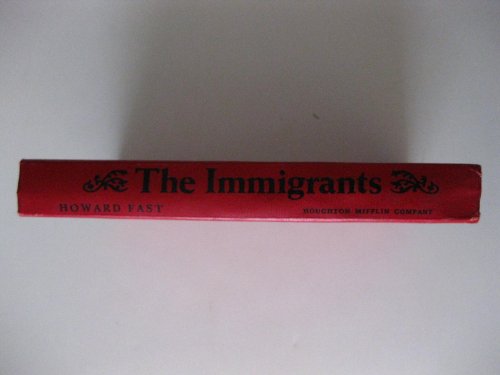 The Immigrants
HOWARD FAST
HOUGHTON MIFFLIN COMPANY